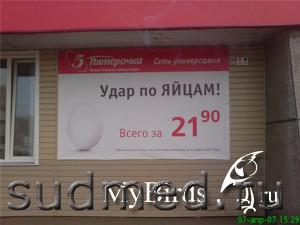 5 Пятёрочка Сеть универсамов
Удар по ЯЙЦАМ!
Всего за 21 90
sudmed.ru
MyBirds.ru
07-апр-07 15:29